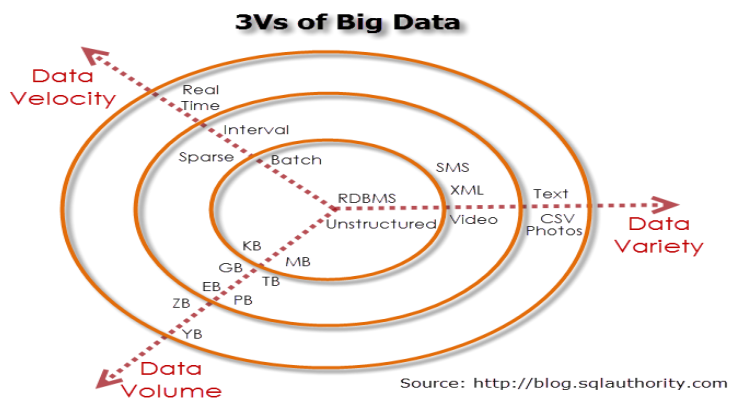 3Vs of Big Data
Data
Velocity
Real
Time
Interval
Sparse
Batch
SMS
XML
RDBMS
Text
Unstructured
Video
CSV
Photos
Data
Variety
KB
MB
GB
TB
EB
PB
ZB
YB
Data
Volume
Source: http://blog.sqlauthority.com